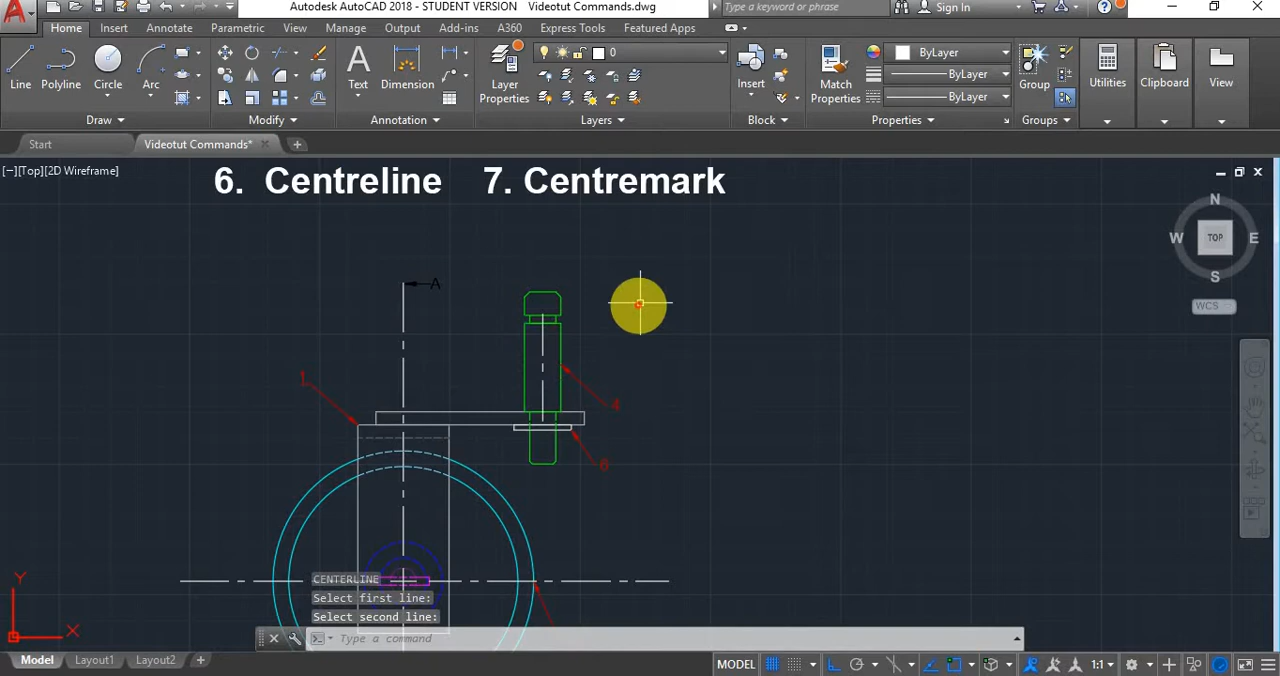 Autodesk AutoCAD 2018 - STUDENT VERSION Videotut Commands.dwg
Type a keyword or phrase
Sign In
Home Insert Annotate Parametric View Manage Output Add-ins A360 Express Tools Featured Apps
0
ByLayer
ByLayer
ByLayer
Line Polyline Circle Arc
Text Dimension
Layer Properties
Insert
Match Properties
Group
Utilities Clipboard View
Draw Modify Annotation Layers Block Properties Groups
Start Videotut Commands*
[−][Top][2D Wireframe]
6. Centreline 7. Centremark
N
W TOP E
S
WCS
A
1
4
6
CENTERLINE
Select first line:
Select second line:
Y
X
Type a command
Model Layout1 Layout2
MODEL 1:1